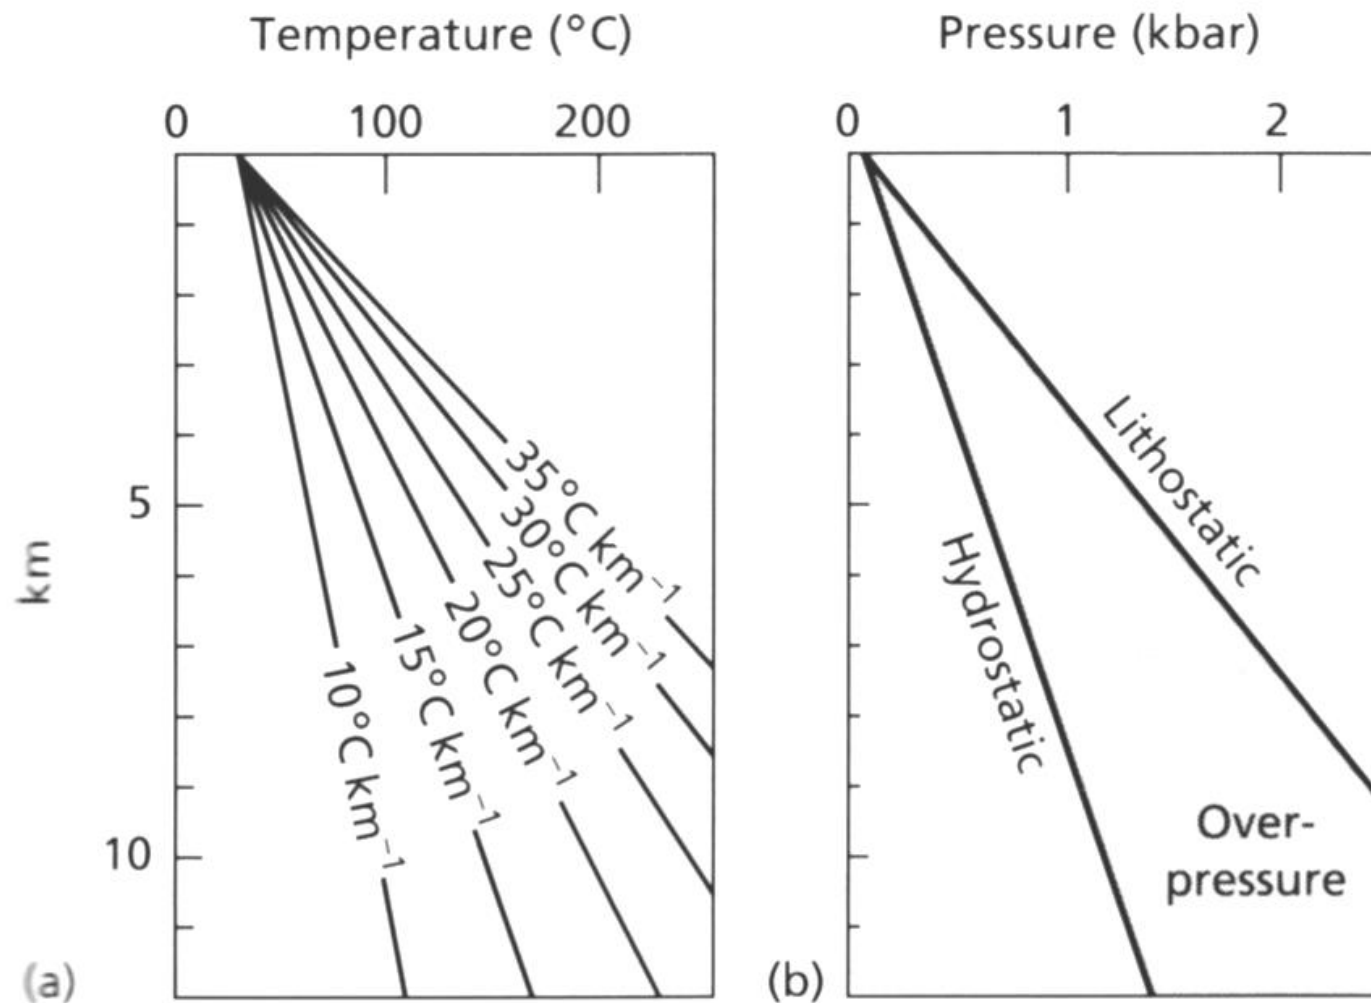 Temperature (°C)
0 100 200
km
5
10
35°C km⁻¹
30°C km⁻¹
25°C km⁻¹
20°C km⁻¹
15°C km⁻¹
10°C km⁻¹
(a)
Pressure (kbar)
0 1 2
Lithostatic
Hydrostatic
Over-
pressure
(b)